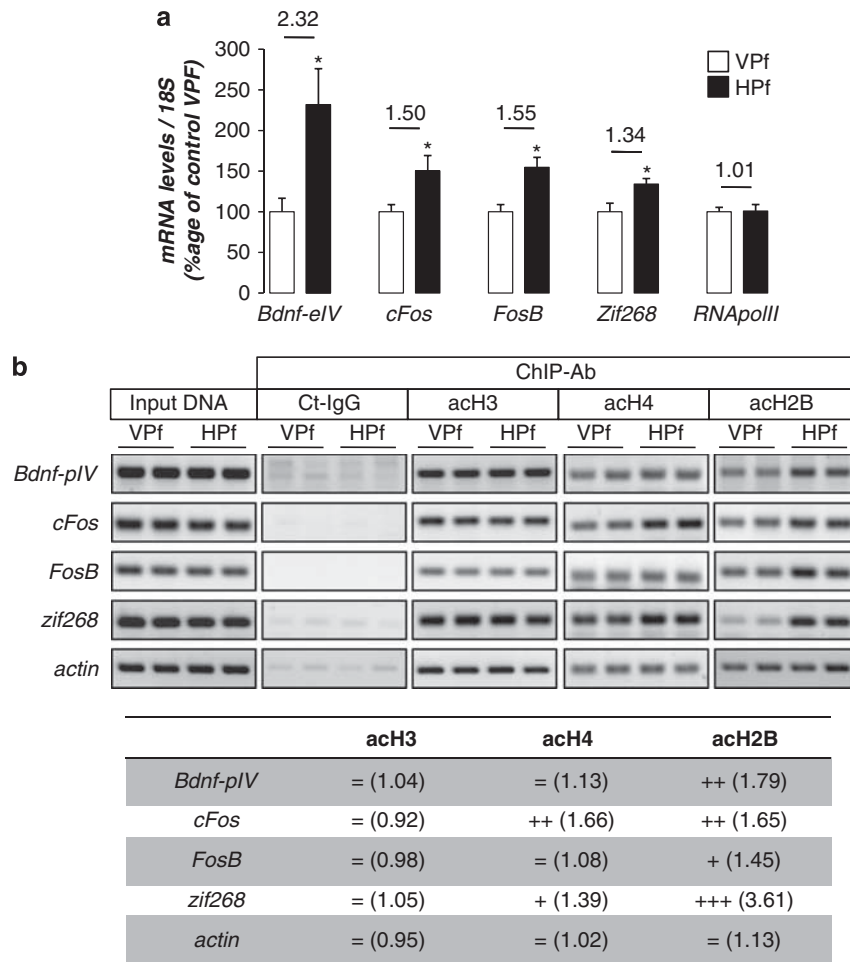 a
2.32
1.50
1.55
1.34
1.01
*
*
*
*
VPf
HPf
mRNA levels / 18S
(%age of control VPF)
300
250
200
150
100
50
0
Bdnf-eIV cFos FosB Zif268 RNApolII
b
ChIP-Ab
Input DNA Ct-IgG acH3 acH4 acH2B
VPf HPf VPf HPf VPf HPf VPf HPf VPf HPf
Bdnf-pIV
cFos
FosB
zif268
actin
acH3 acH4 acH2B
Bdnf-pIV = (1.04) = (1.13) ++ (1.79)
cFos = (0.92) ++ (1.66) ++ (1.65)
FosB = (0.98) = (1.08) + (1.45)
zif268 = (1.05) + (1.39) +++ (3.61)
actin = (0.95) = (1.02) = (1.13)